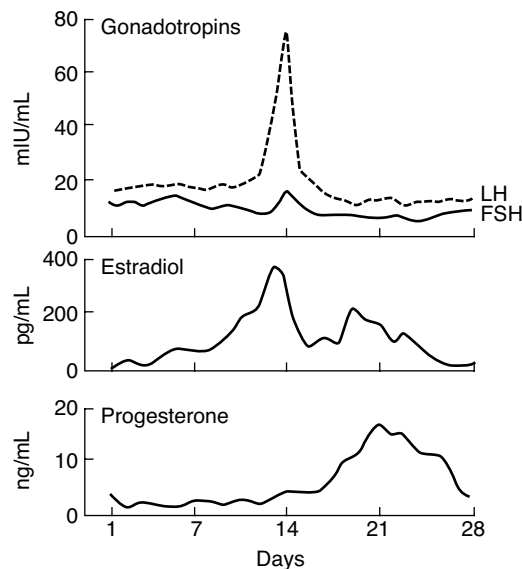 80
Gonadotropins
60
mIU/mL
40
20
LH
FSH
0
400
Estradiol
pg/mL
200
0
20
Progesterone
ng/mL
10
0
1 7 14 21 28
Days